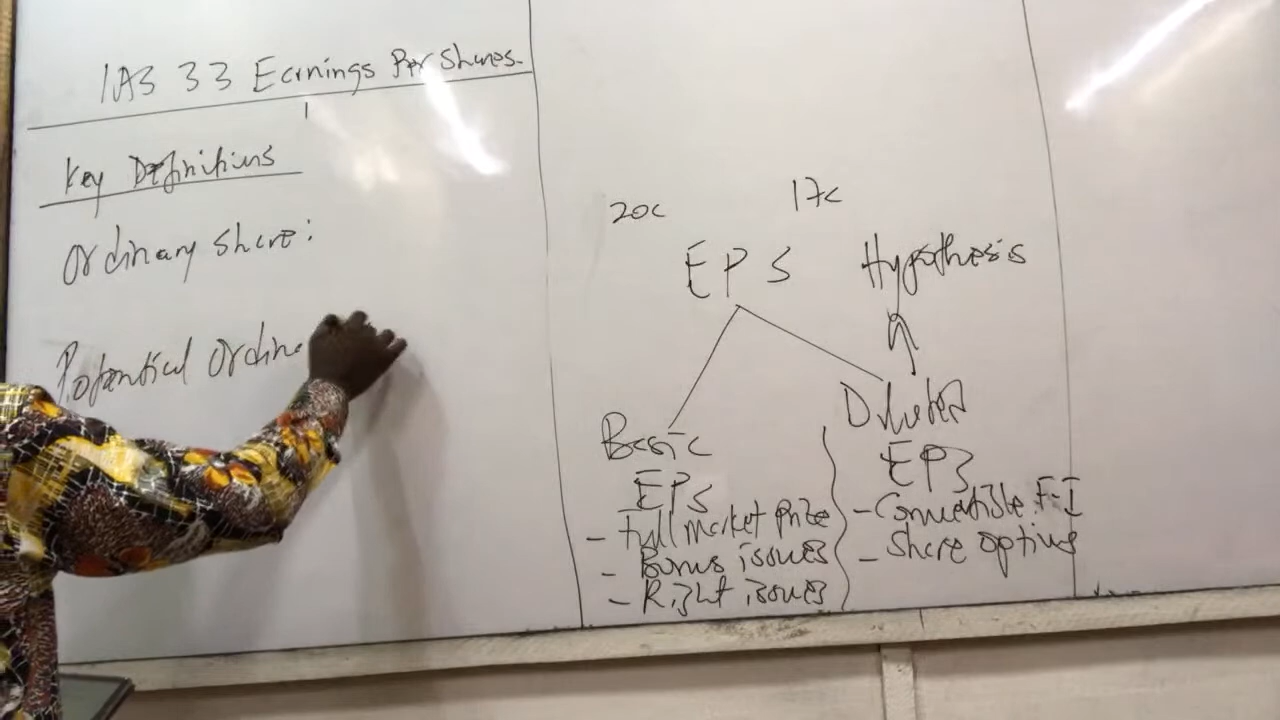 IAS 33 Earnings Per Shares.
Key Definitions
Ordinary Share:
Potential Ordina
20c
17c
EPS
Hypothesis
Basic
EPS
- Full market price
- Bonus issues
- Right issues
Diluted
EPS
- Convertible F-I
- Share options